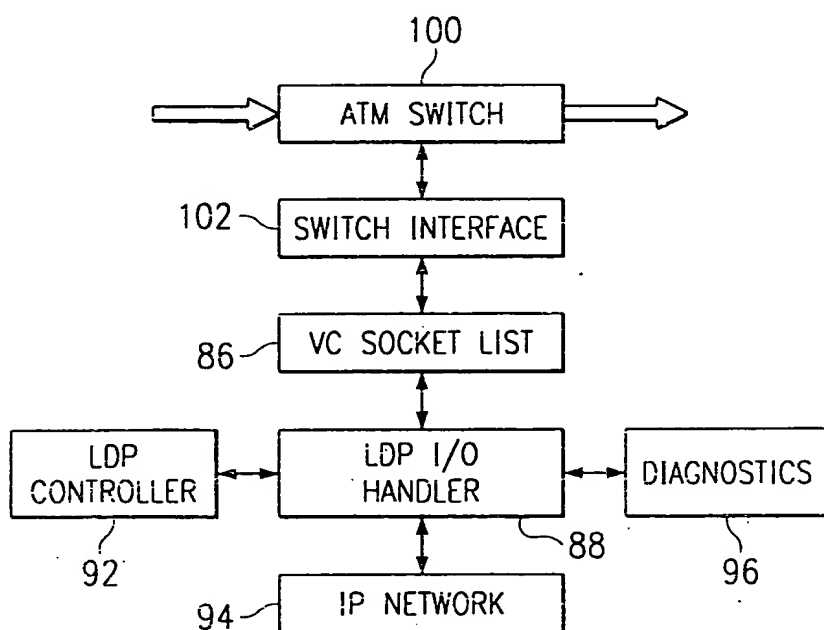 100
ATM SWITCH
102
SWITCH INTERFACE
86
VC SOCKET LIST
LDP
CONTROLLER
92
LDP I/O
HANDLER
88
DIAGNOSTICS
96
94
IP NETWORK